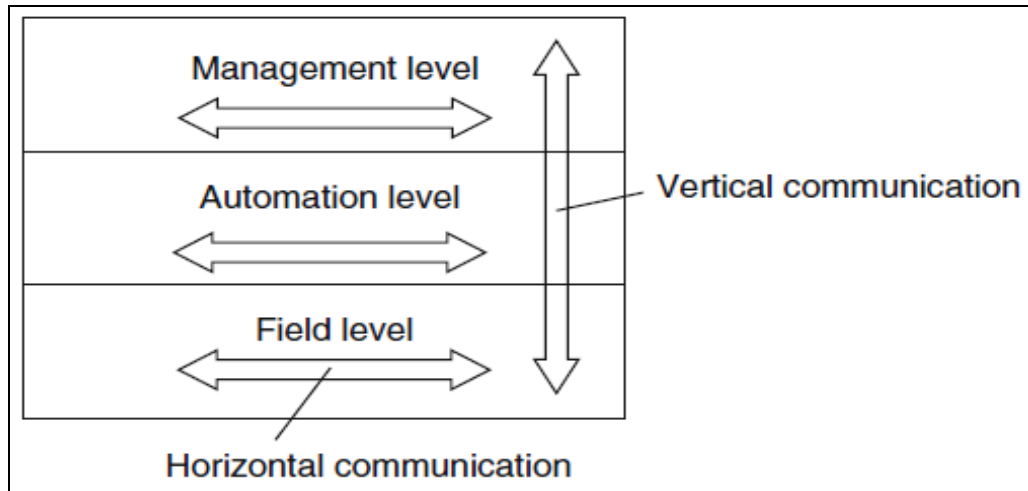 Management level
Automation level
Vertical communication
Field level
Horizontal communication